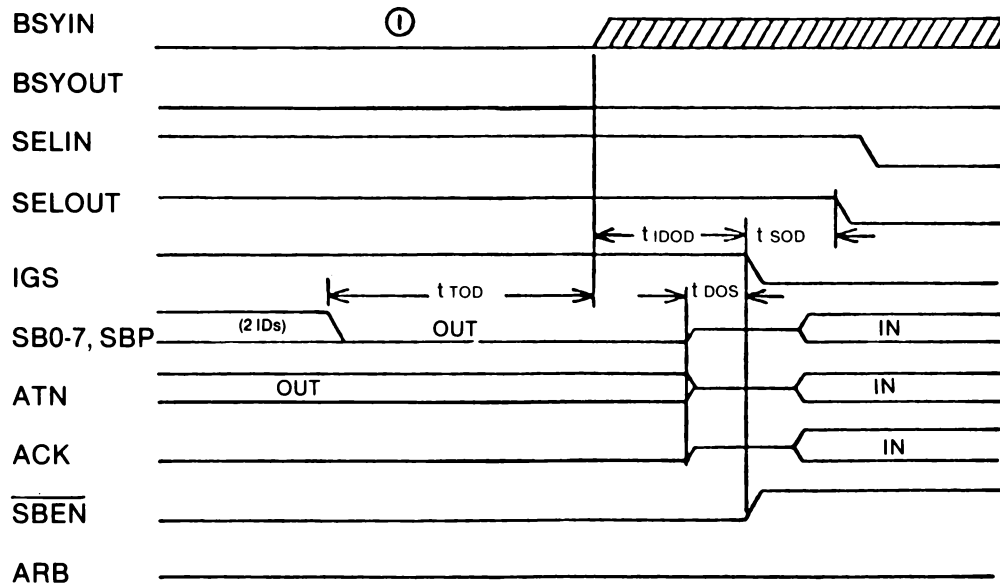 BSYIN ①
BSYOUT
SELIN
SELOUT
t IDOD t SOD
IGS
t TOD t DOS
SB0-7, SBP (2 IDs) OUT IN
ATN OUT IN
ACK IN
SBEN
ARB